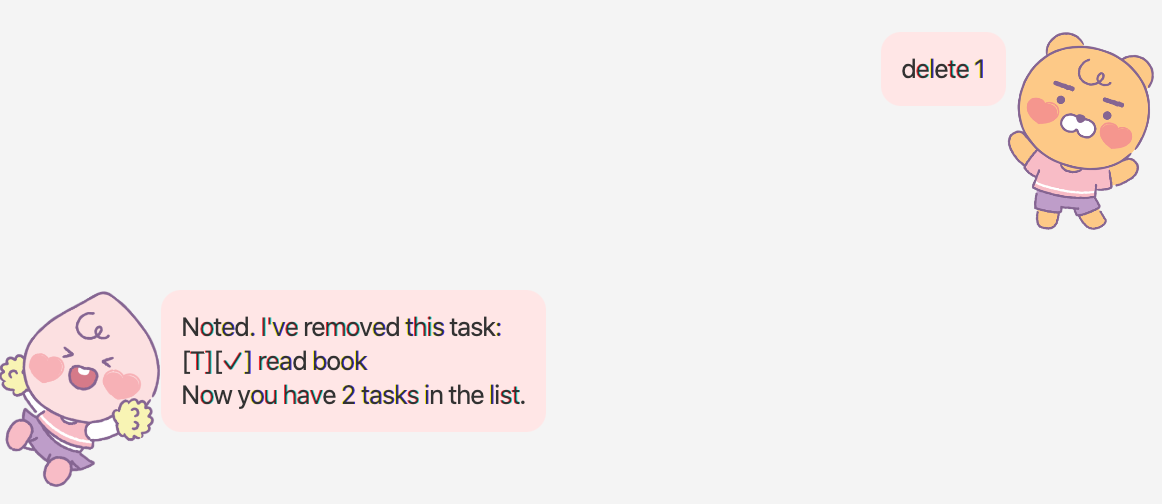 delete 1
Noted. I've removed this task:
[T][✓] read book
Now you have 2 tasks in the list.